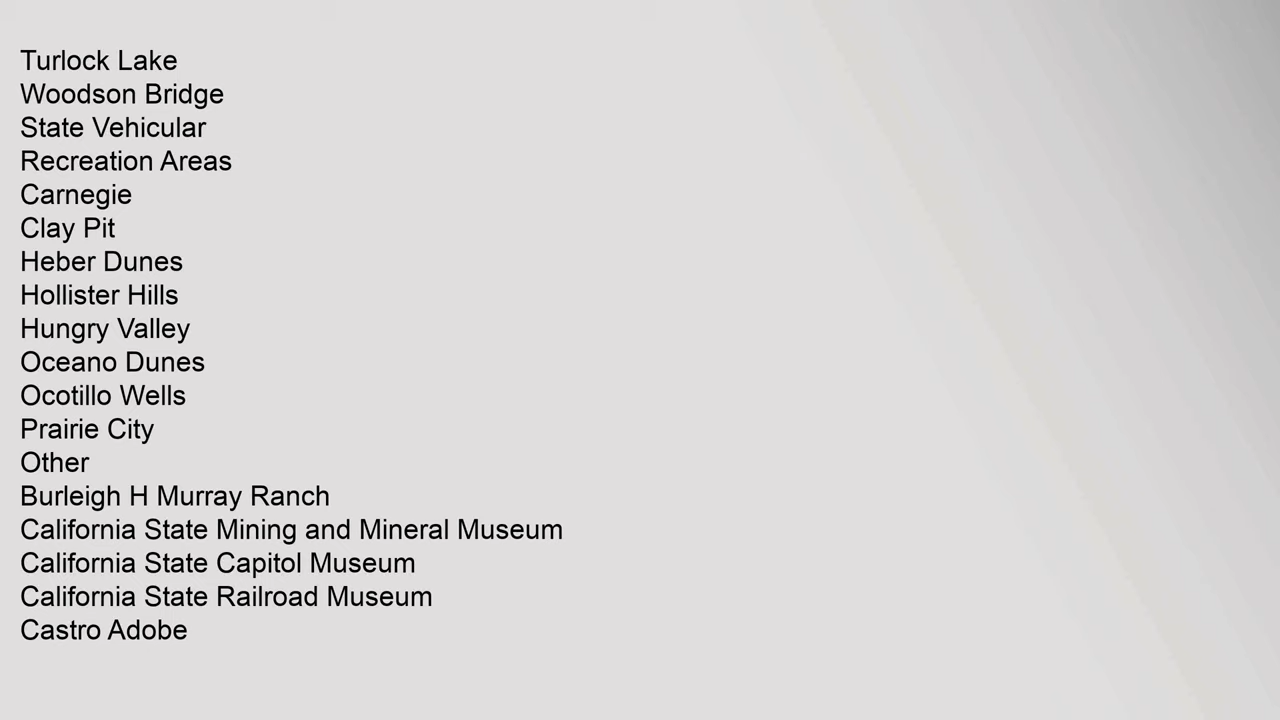 Turlock Lake
Woodson Bridge
State Vehicular
Recreation Areas
Carnegie
Clay Pit
Heber Dunes
Hollister Hills
Hungry Valley
Oceano Dunes
Ocotillo Wells
Prairie City
Other
Burleigh H Murray Ranch
California State Mining and Mineral Museum
California State Capitol Museum
California State Railroad Museum
Castro Adobe